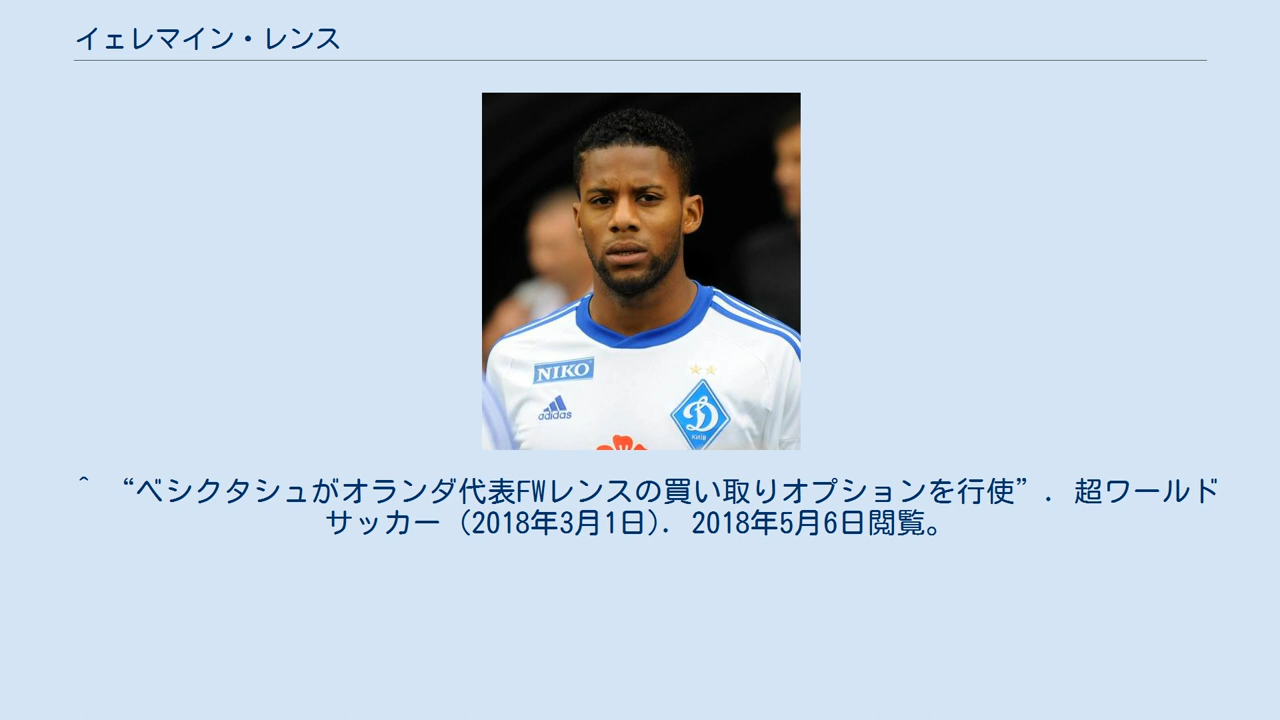 イェレマイン・レンス
NIKO
adidas
Київ
^ “ベシクタシュがオランダ代表FWレンスの買い取りオプションを行使”. 超ワールド
サッカー (2018年3月1日). 2018年5月6日閲覧。